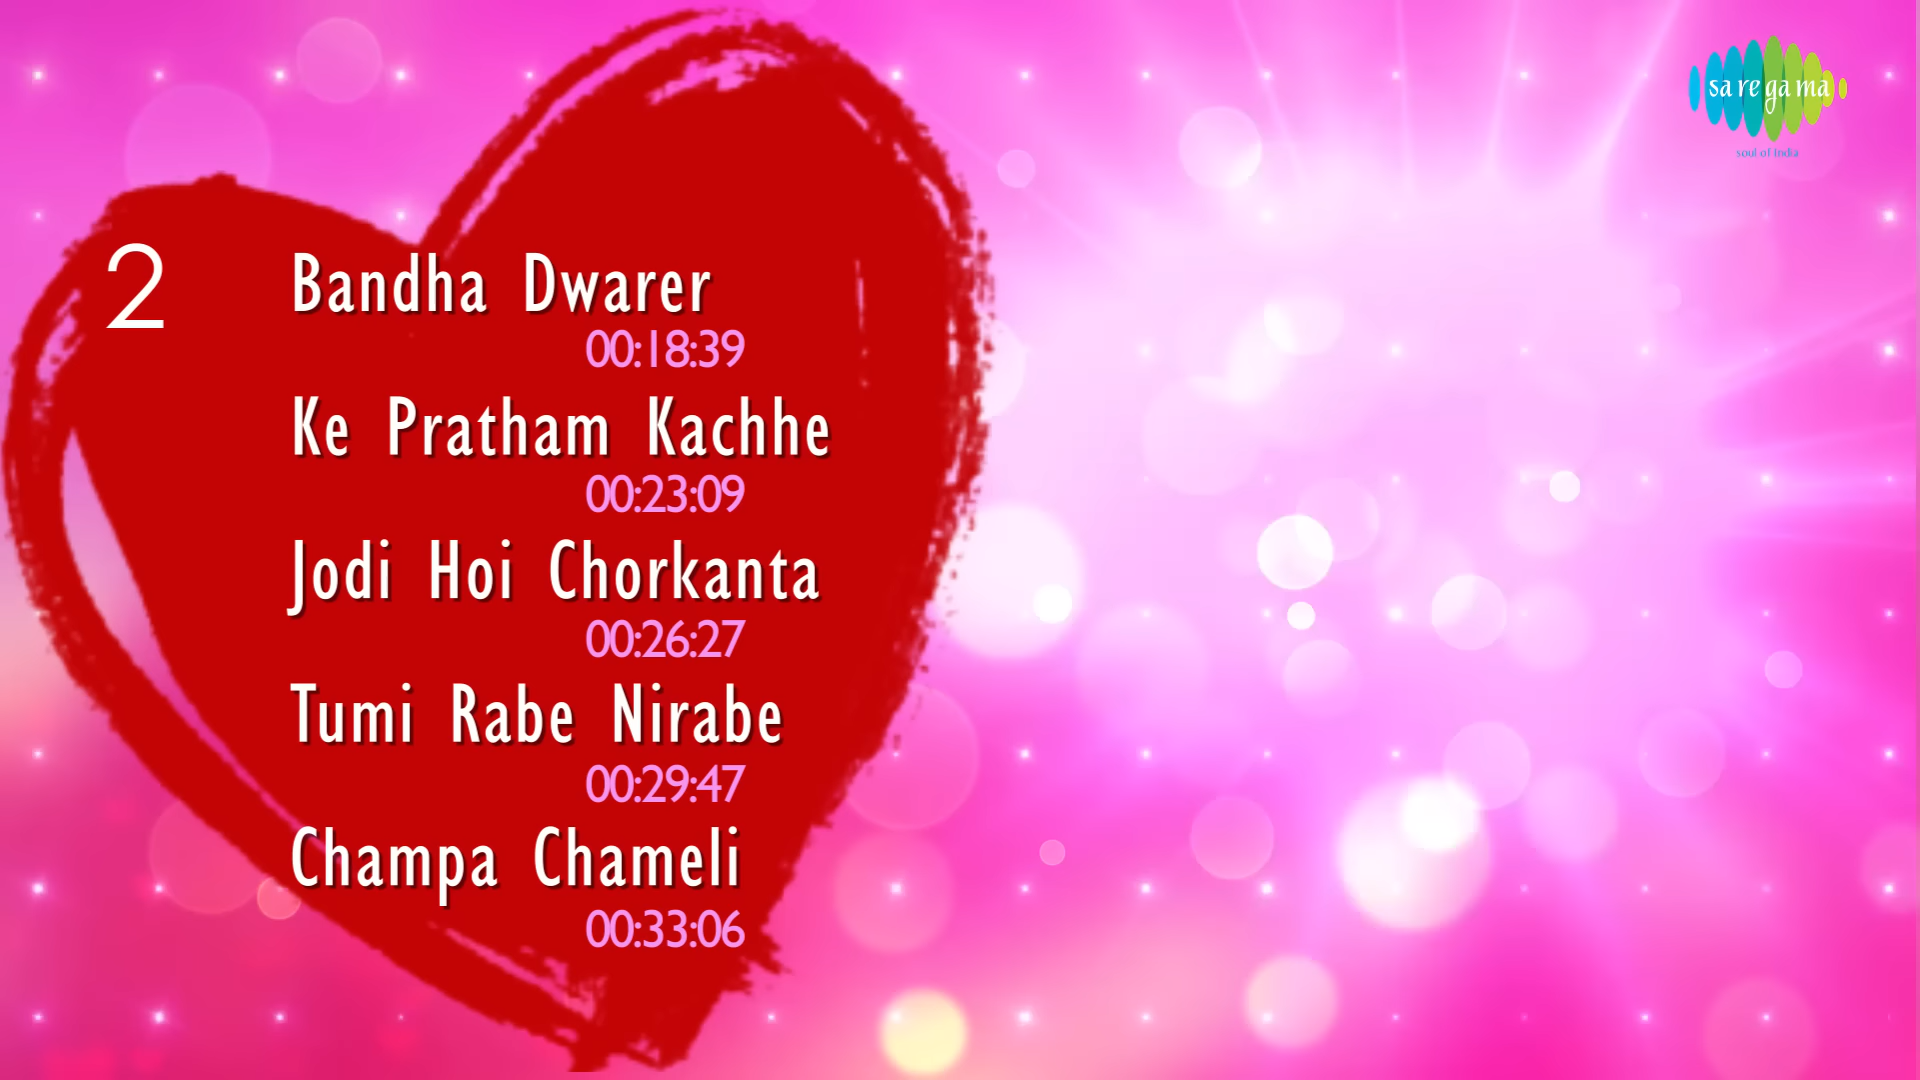 sa re ga ma
soul of India
2
Bandha Dwarer
00:18:39
Ke Pratham Kachhe
00:23:09
Jodi Hoi Chorkanta
00:26:27
Tumi Rabe Nirabe
00:29:47
Champa Chameli
00:33:06